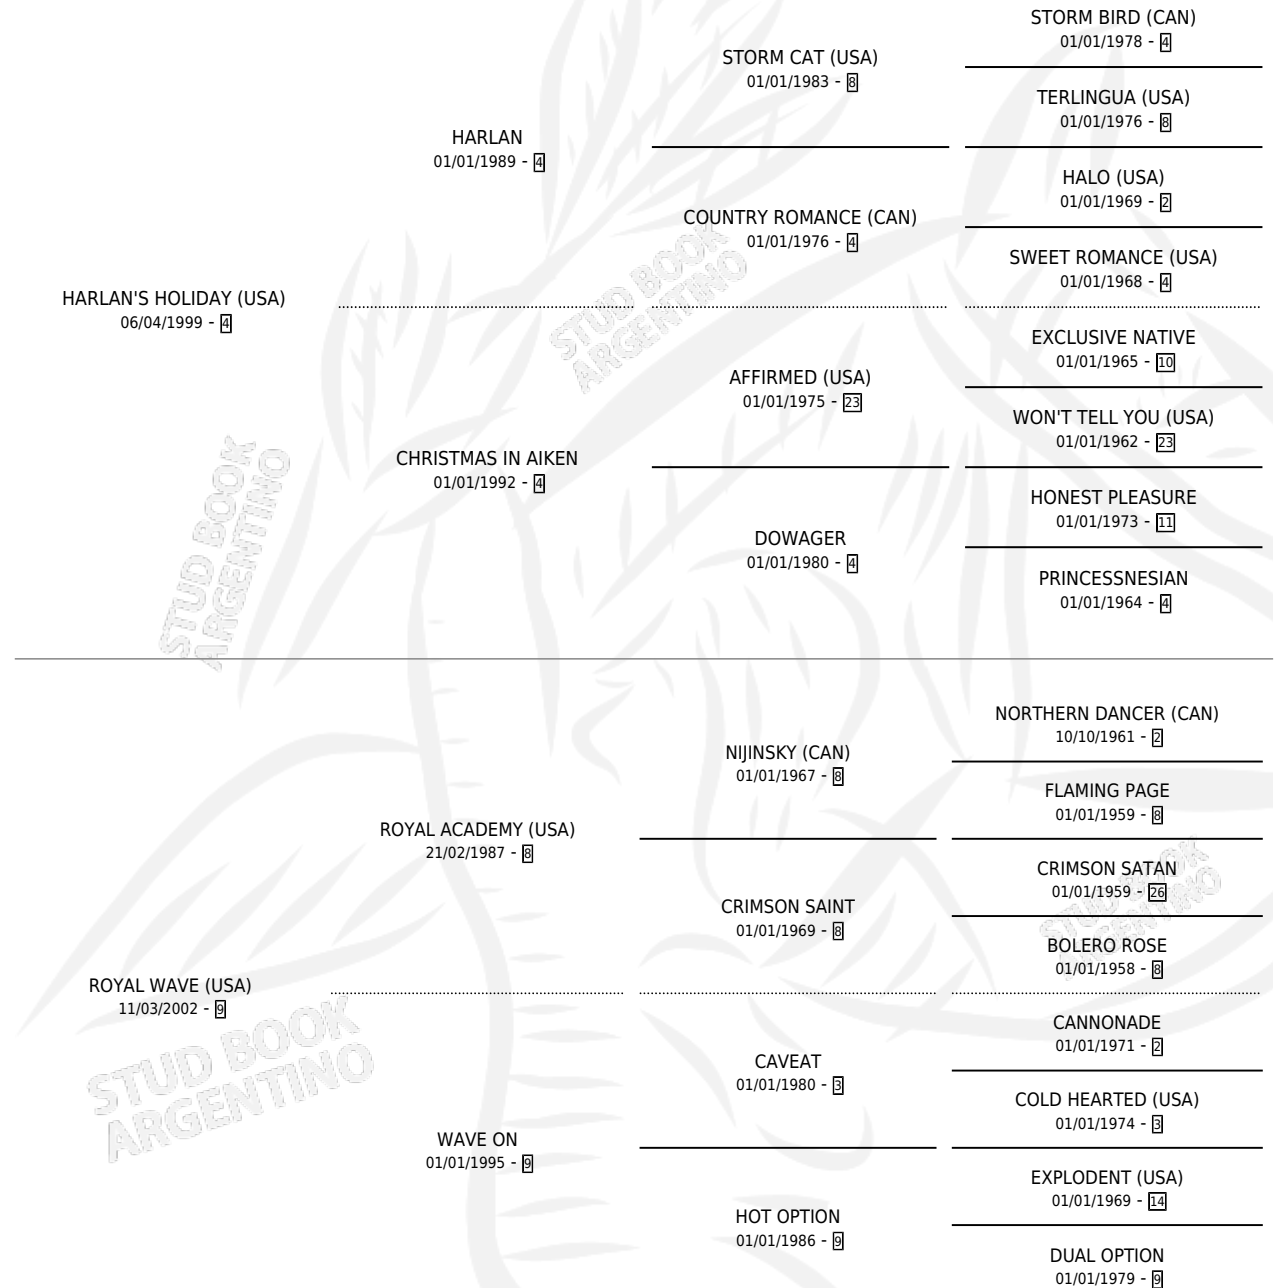 STORM BIRD (CAN)
01/01/1978 - 4
STORM CAT (USA)
01/01/1983 - 8
TERLINGUA (USA)
01/01/1976 - 8
HARLAN
01/01/1989 - 4
HALO (USA)
01/01/1969 - 2
COUNTRY ROMANCE (CAN)
01/01/1976 - 4
SWEET ROMANCE (USA)
01/01/1968 - 4
HARLAN'S HOLIDAY (USA)
06/04/1999 - 4
STUD BOOK
ARGENTINO
EXCLUSIVE NATIVE
01/01/1965 - 10
AFFIRMED (USA)
01/01/1975 - 23
WON'T TELL YOU (USA)
01/01/1962 - 23
CHRISTMAS IN AIKEN
01/01/1992 - 4
HONEST PLEASURE
01/01/1973 - 11
DOWAGER
01/01/1980 - 4
PRINCESSNESIAN
01/01/1964 - 4
STUD BOOK
ARGENTINO
NORTHERN DANCER (CAN)
10/10/1961 - 2
NIJINSKY (CAN)
01/01/1967 - 8
FLAMING PAGE
01/01/1959 - 8
ROYAL ACADEMY (USA)
21/02/1987 - 8
CRIMSON SATAN
01/01/1959 - 26
CRIMSON SAINT
01/01/1969 - 8
BOLERO ROSE
01/01/1958 - 8
STUD BOOK
ARGENTINO
ROYAL WAVE (USA)
11/03/2002 - 9
STUD BOOK
ARGENTINO
CANNONADE
01/01/1971 - 2
CAVEAT
01/01/1980 - 3
COLD HEARTED (USA)
01/01/1974 - 3
WAVE ON
01/01/1995 - 9
EXPLODENT (USA)
01/01/1969 - 14
HOT OPTION
01/01/1986 - 9
DUAL OPTION
01/01/1979 - 9